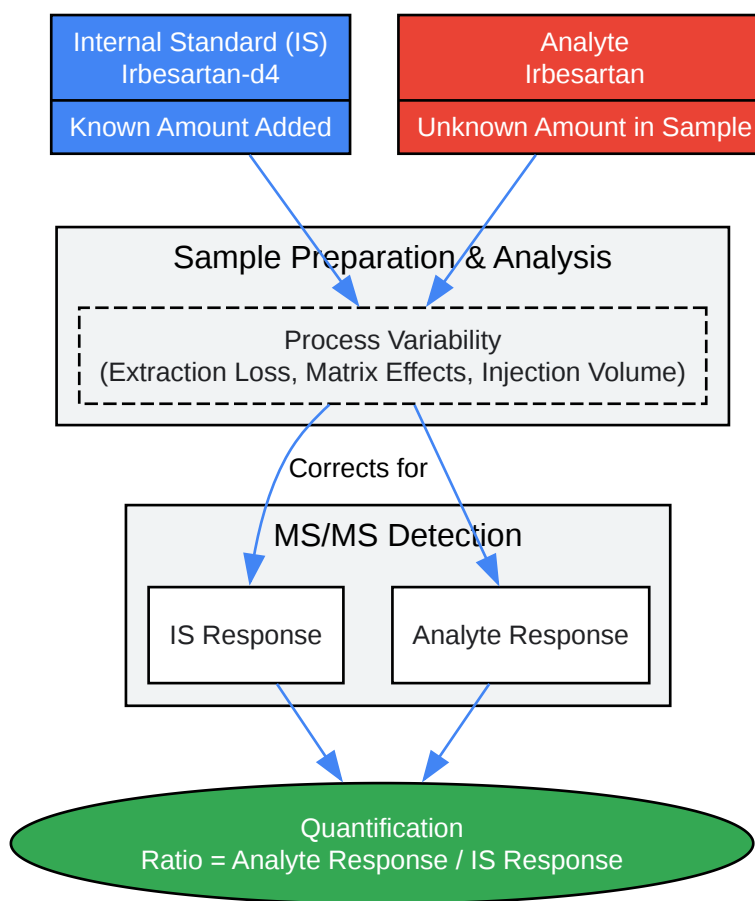 Internal Standard (IS)
Irbesartan-d4
Known Amount Added
Analyte
Irbesartan
Unknown Amount in Sample
Sample Preparation & Analysis
Process Variability
(Extraction Loss, Matrix Effects, Injection Volume)
Corrects for
MS/MS Detection
IS Response
Analyte Response
Quantification
Ratio = Analyte Response / IS Response